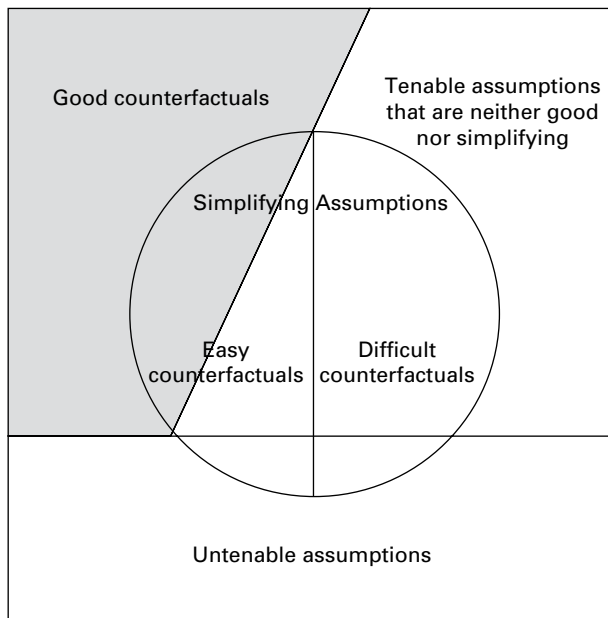 Good counterfactuals
Tenable assumptions
that are neither good
nor simplifying
Simplifying Assumptions
Easy
counterfactuals
Difficult
counterfactuals
Untenable assumptions